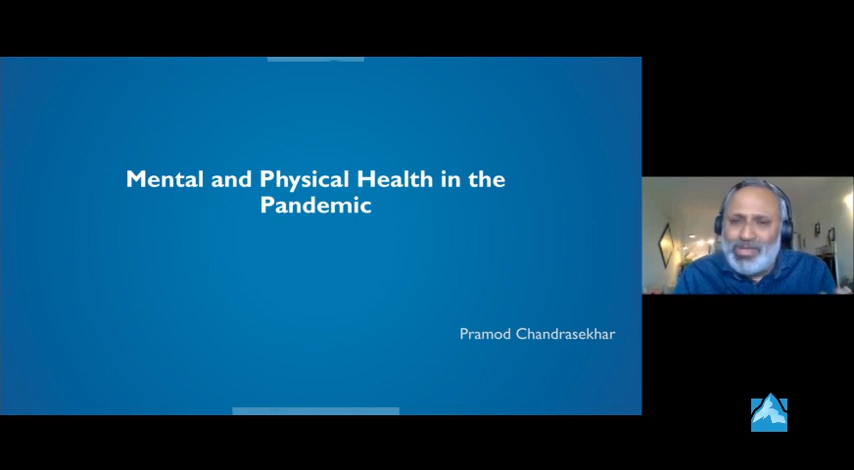 Mental and Physical Health in the
Pandemic
Pramod Chandrasekhar